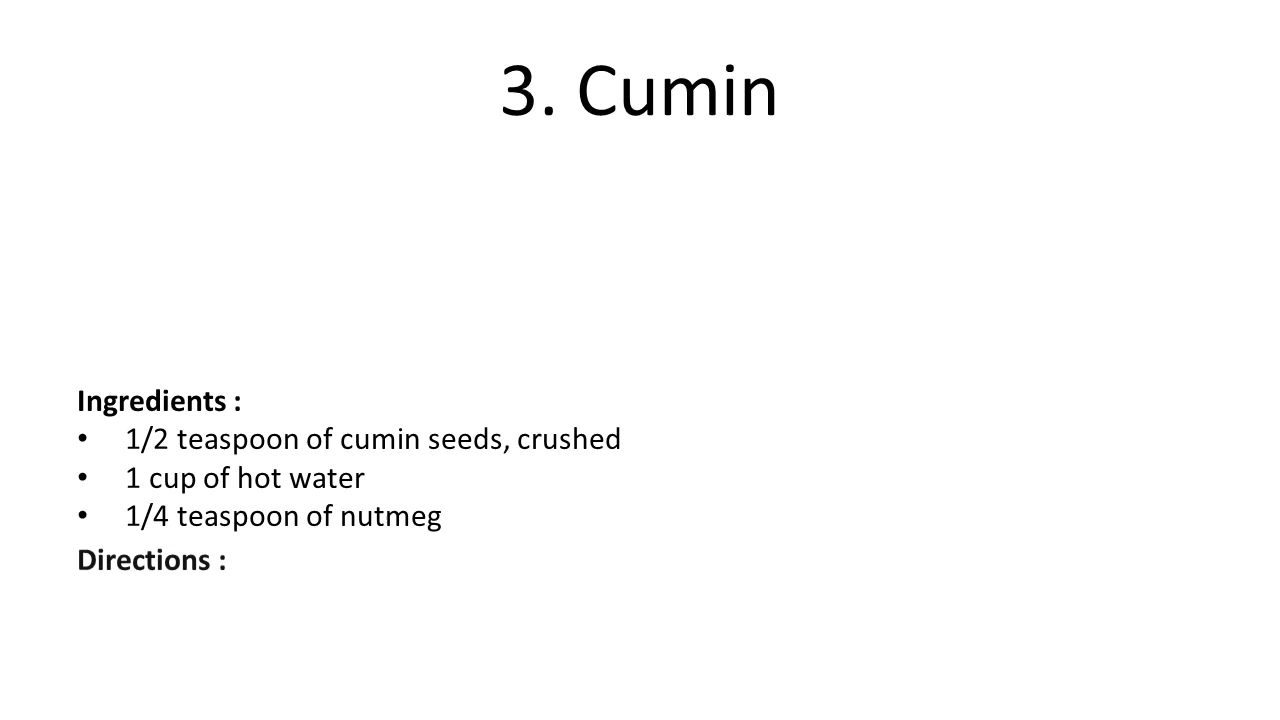 3. Cumin
Ingredients :
• 1/2 teaspoon of cumin seeds, crushed
• 1 cup of hot water
• 1/4 teaspoon of nutmeg
Directions :